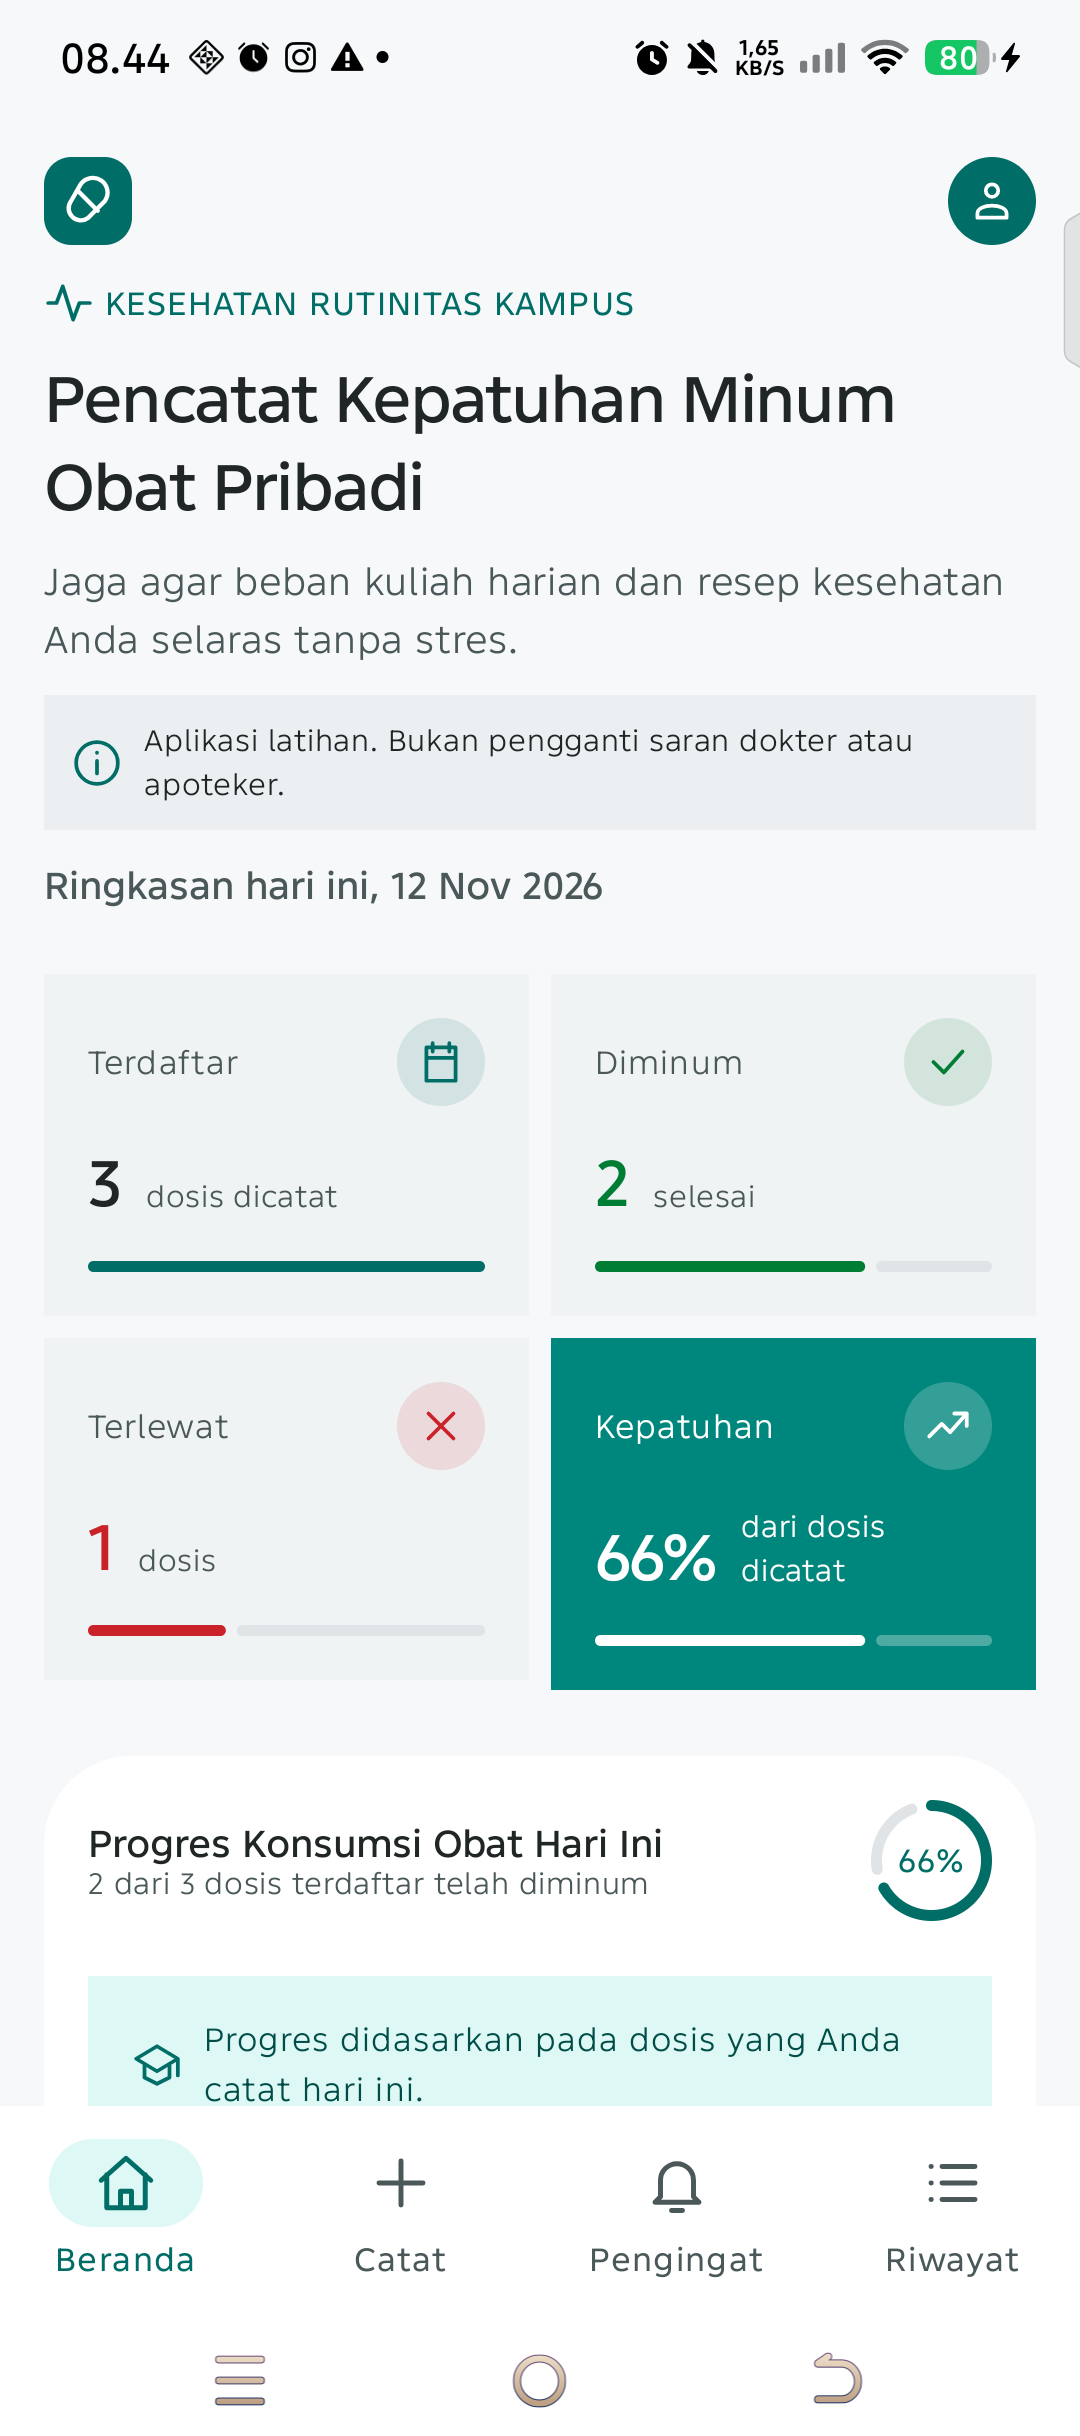 08.44
1,65
KB/S
80
KESEHATAN RUTINITAS KAMPUS
Pencatat Kepatuhan Minum
Obat Pribadi
Jaga agar beban kuliah harian dan resep kesehatan
Anda selaras tanpa stres.
Aplikasi latihan. Bukan pengganti saran dokter atau
apoteker.
Ringkasan hari ini, 12 Nov 2026
Terdaftar
3 dosis dicatat
Diminum
2 selesai
Terlewat
1 dosis
Kepatuhan
66% dari dosis
dicatat
Progres Konsumsi Obat Hari Ini
2 dari 3 dosis terdaftar telah diminum
66%
Progres didasarkan pada dosis yang Anda
catat hari ini.
Beranda
Catat
Pengingat
Riwayat